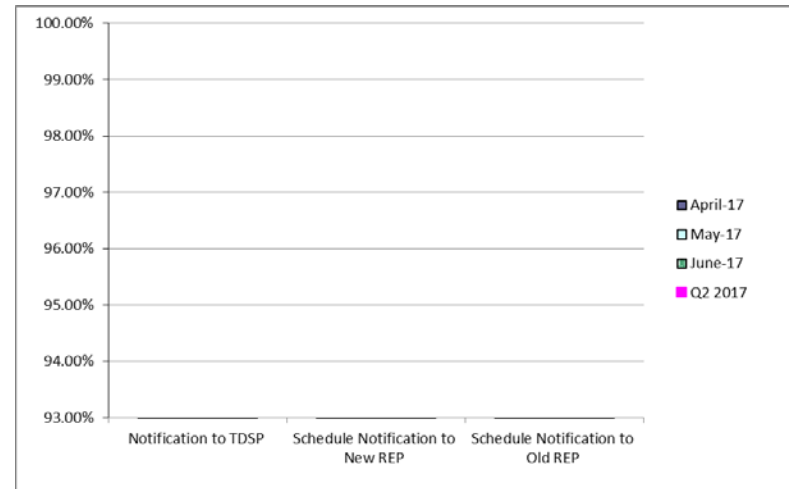 100.00%
99.00%
98.00%
97.00%
96.00%
95.00%
94.00%
93.00%
Notification to TDSP
Schedule Notification to
New REP
Schedule Notification to
Old REP
April-17
May-17
June-17
Q2 2017